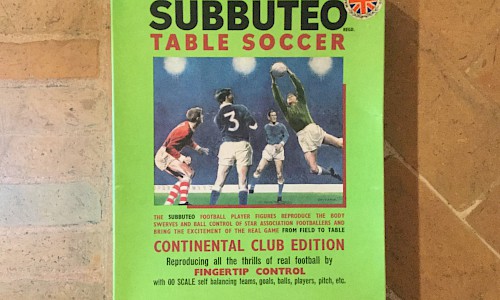 SUBBUTEO REGD.
TABLE SOCCER
3
THE SUBBUTEO FOOTBALL PLAYER FIGURES REPRODUCE THE BODY
SWERVES AND BALL CONTROL OF STAR ASSOCIATION FOOTBALLERS AND
BRING THE EXCITEMENT OF THE REAL GAME FROM FIELD TO TABLE
CONTINENTAL CLUB EDITION
Reproducing all the thrills of real football by
FINGERTIP CONTROL
with 00 SCALE self balancing teams, goals, balls, players, pitch, etc.